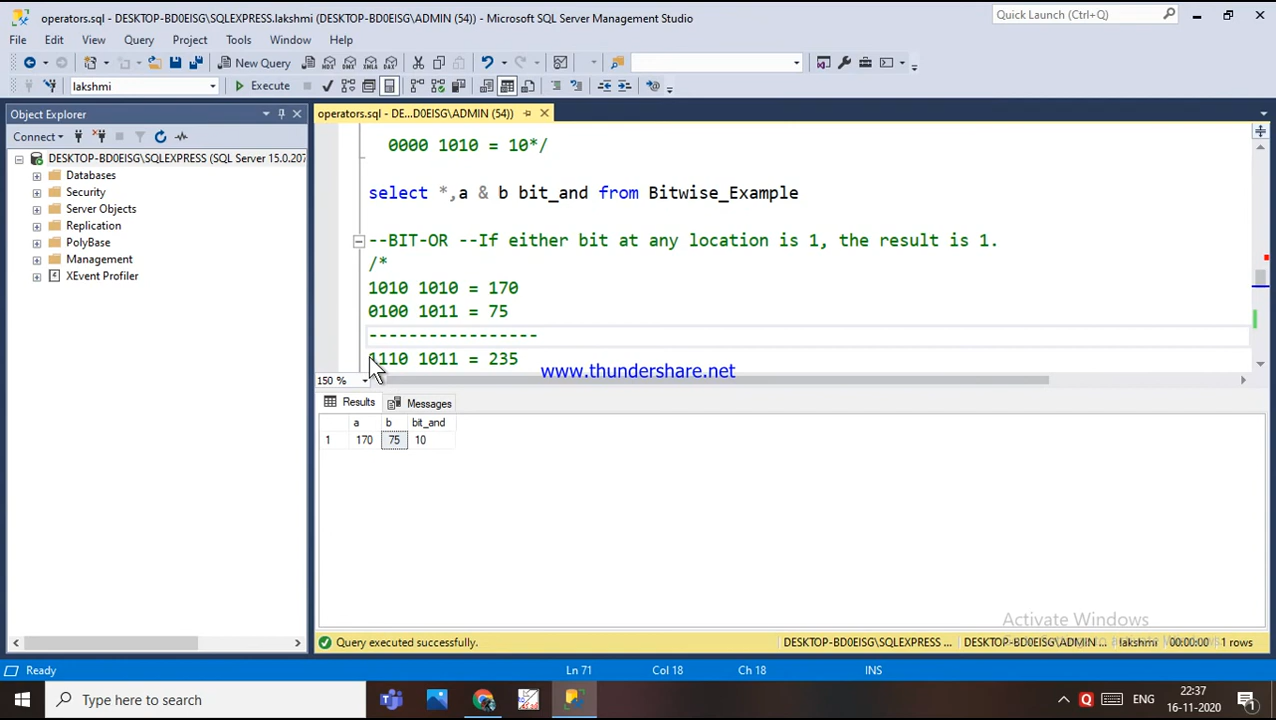 operators.sql - DESKTOP-BD0EISG\SQLEXPRESS.lakshmi (DESKTOP-BD0EISG\ADMIN (54)) - Microsoft SQL Server Management Studio
Quick Launch (Ctrl+Q)
File Edit View Query Project Tools Window Help
New Query
MDX DMX XMLA DAX
lakshmi
Execute
Object Explorer
operators.sql - DE...D0EISG\ADMIN (54))
Connect
DESKTOP-BD0EISG\SQLEXPRESS (SQL Server 15.0.207
Databases
Security
Server Objects
Replication
PolyBase
Management
XEvent Profiler
0000 1010 = 10*/
select *,a & b bit_and from Bitwise_Example
--BIT-OR --If either bit at any location is 1, the result is 1.
/*
1010 1010 = 170
0100 1011 = 75
-----------------
1110 1011 = 235
www.thundershare.net
150 %
Results Messages
a b bit_and
1 170 75 10
Activate Windows
Query executed successfully.
DESKTOP-BD0EISG\SQLEXPRESS ... DESKTOP-BD0EISG\ADMIN ... lakshmi 00:00:00 1 rows
Ready Ln 71 Col 18 Ch 18 INS
Type here to search
ENG
22:37
16-11-2020
1